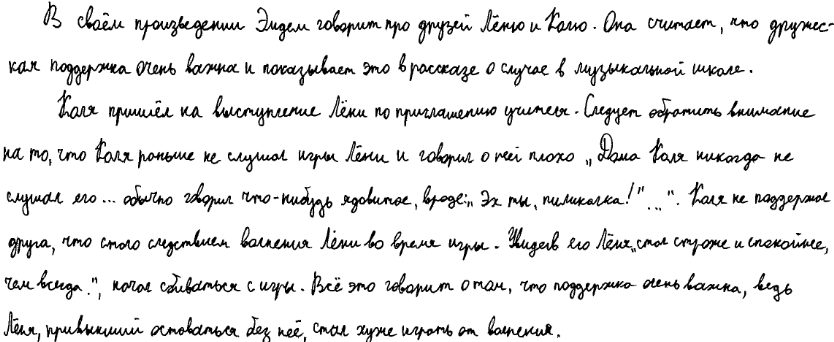 В своём произведении Эндем говорит про друзей Лёню и Колю. Она считает, что дружес-
кая поддержка очень важна и показывает это в рассказе о случае в музыкальной школе.
Коля пришёл на выступление Лёни по приглашению учителя. Следует обратить внимание
на то, что Коля раньше не слушал игры Лёни и говорил о ней плохо „Дома Коля никогда не
слушал его... обычно говорил что-нибудь ядовитое, вроде:„ Эх ты, пиликалка!"...". Коля не поддержал
друга, что стало следствием валнения Лёни во время игры. Увидев его Лёня „стал строже и спокойнее,
чем всегда.", начал сбиваться с игры. Всё это говорит о том, что поддержка очень важна, ведь
Лёня, привыкший оставаться без неё, стал хуже играть от валнения.